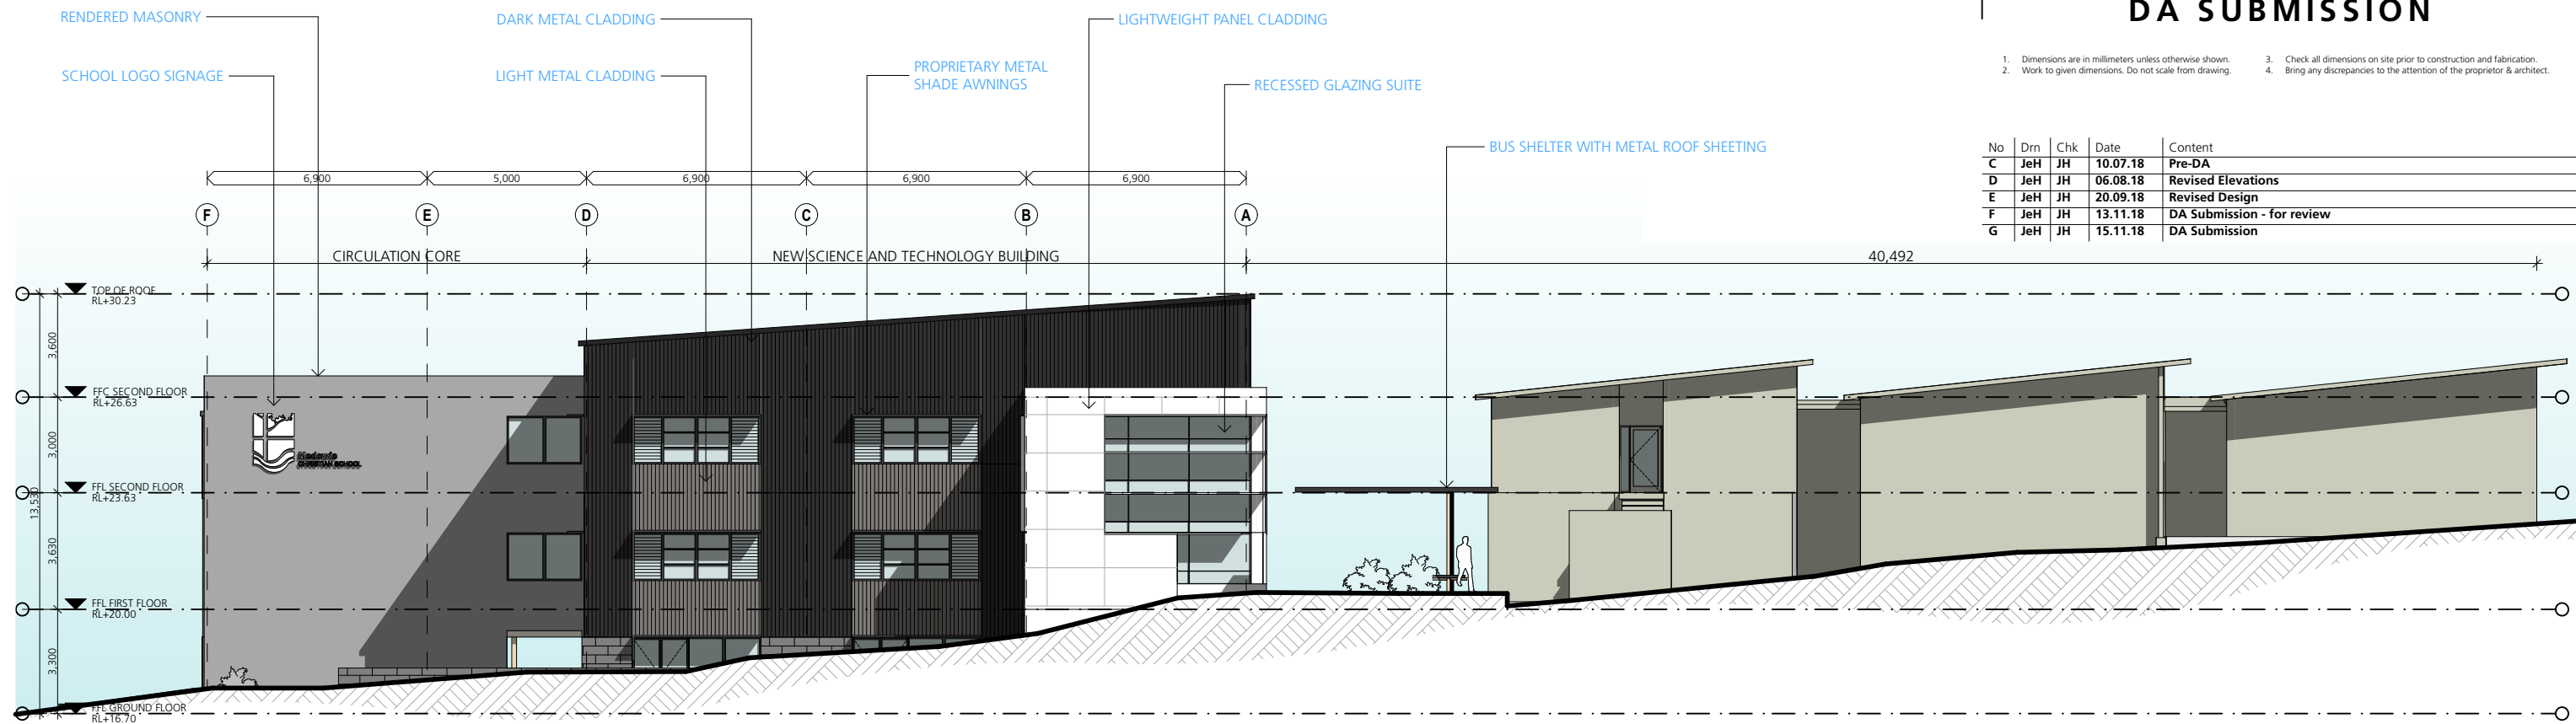 DA SUBMISSION
RENDERED MASONRY
DARK METAL CLADDING
LIGHTWEIGHT PANEL CLADDING
SCHOOL LOGO SIGNAGE
LIGHT METAL CLADDING
PROPRIETARY METAL
SHADE AWNINGS
RECESSED GLAZING SUITE
BUS SHELTER WITH METAL ROOF SHEETING
1. Dimensions are in millimeters unless otherwise shown.
2. Work to given dimensions. Do not scale from drawing.
3. Check all dimensions on site prior to construction and fabrication.
4. Bring any discrepancies to the attention of the proprietor & architect.
No Drn Chk Date Content
C JeH JH 10.07.18 Pre-DA
D JeH JH 06.08.18 Revised Elevations
E JeH JH 20.09.18 Revised Design
F JeH JH 13.11.18 DA Submission - for review
G JeH JH 15.11.18 DA Submission
6,900 5,000 6,900 6,900 6,900
F E D C B A
CIRCULATION CORE
NEW SCIENCE AND TECHNOLOGY BUILDING
40,492
TOP OF ROOF
RL+30.23
3,600
FFC SECOND FLOOR
RL+26.63
3,000
FFL SECOND FLOOR
RL+23.63
13,530
3,630
FFL FIRST FLOOR
RL+20.00
3,300
FFL GROUND FLOOR
RL+16.70
Medowie
CHRISTIAN SCHOOL